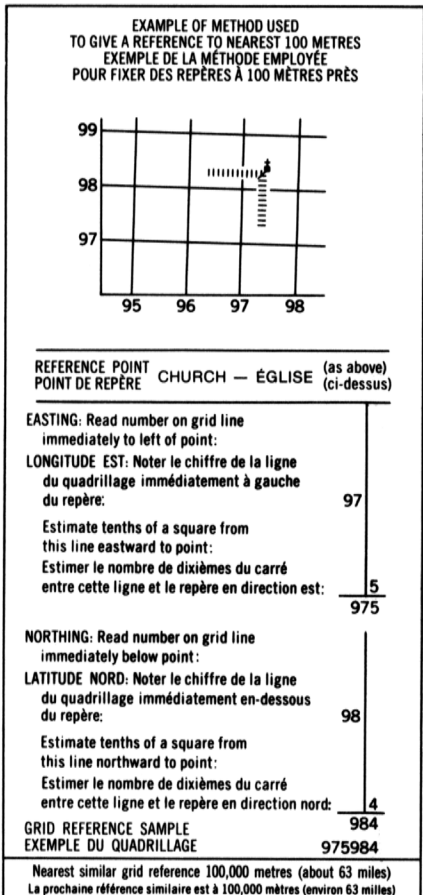 EXAMPLE OF METHOD USED
TO GIVE A REFERENCE TO NEAREST 100 METRES
EXEMPLE DE LA MÉTHODE EMPLOYÉE
POUR FIXER DES REPÈRES À 100 MÈTRES PRÈS
99
98
97
95 96 97 98
REFERENCE POINT
POINT DE REPÈRE CHURCH — ÉGLISE (as above)
(ci-dessus)
EASTING: Read number on grid line
immediately to left of point:
LONGITUDE EST: Noter le chiffre de la ligne
du quadrillage immédiatement à gauche
du repère: 97
Estimate tenths of a square from
this line eastward to point:
Estimer le nombre de dixièmes du carré
entre cette ligne et le repère en direction est: 5
975
NORTHING: Read number on grid line
immediately below point:
LATITUDE NORD: Noter le chiffre de la ligne
du quadrillage immédiatement en-dessous
du repère: 98
Estimate tenths of a square from
this line northward to point:
Estimer le nombre de dixièmes du carré
entre cette ligne et le repère en direction nord: 4
GRID REFERENCE SAMPLE 984
EXEMPLE DU QUADRILLAGE 975984
Nearest similar grid reference 100,000 metres (about 63 miles)
La prochaine référence similaire est à 100,000 mètres (environ 63 milles)